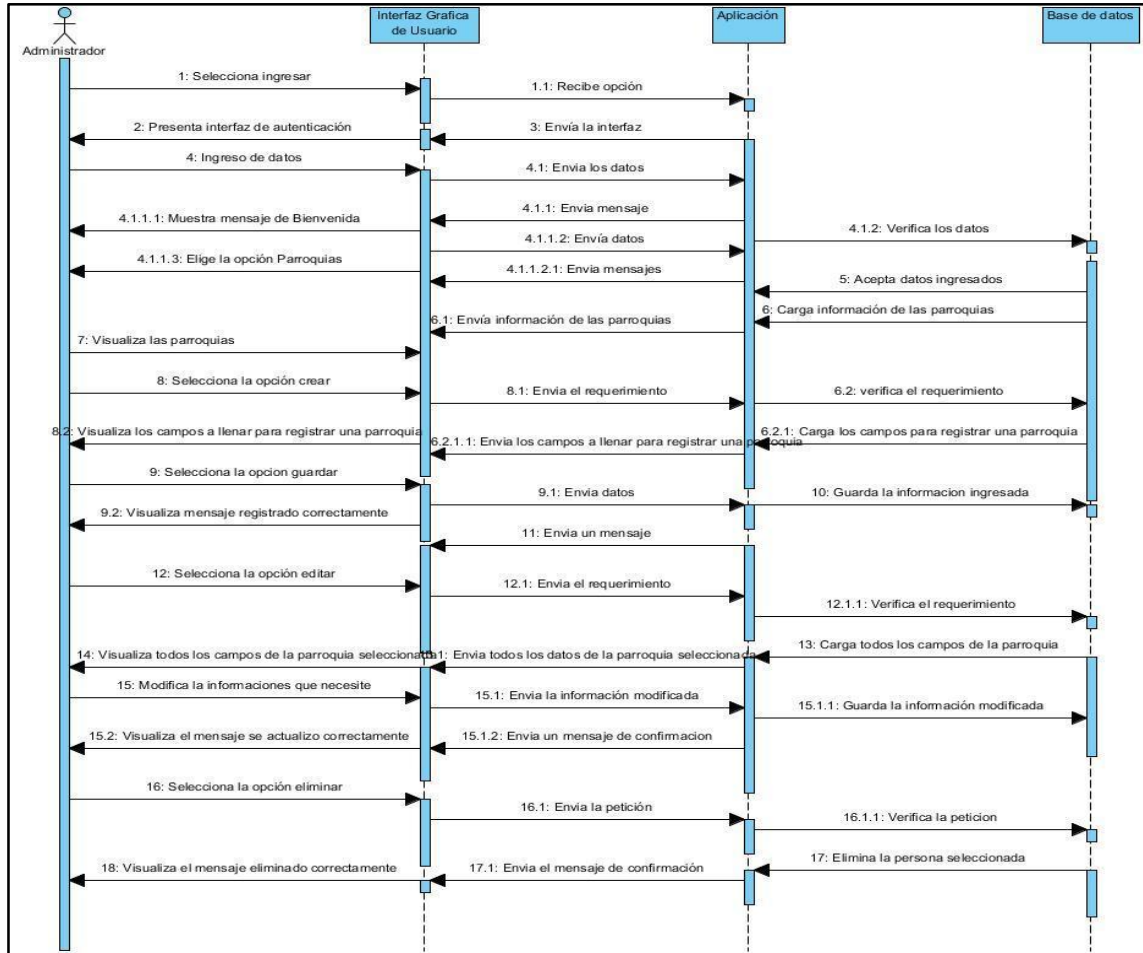 Administrador
Interfaz Grafica
de Usuario
Aplicación
Base de datos
1: Selecciona ingresar
1.1: Recibe opción
2: Presenta interfaz de autenticación
3: Envía la interfaz
4: Ingreso de datos
4.1: Envia los datos
4.1.1: Envia mensaje
4.1.1.1: Muestra mensaje de Bienvenida
4.1.1.2: Envía datos
4.1.2: Verifica los datos
4.1.1.3: Elige la opción Parroquias
4.1.1.2.1: Envia mensajes
5: Acepta datos ingresados
6: Carga información de las parroquias
6.1: Envía información de las parroquias
7: Visualiza las parroquias
8: Selecciona la opción crear
8.1: Envia el requerimiento
6.2: verifica el requerimiento
8.2: Visualiza los campos a llenar para registrar una parroquia
6.2.1.1: Envia los campos a llenar para registrar una parroquia
6.2.1: Carga los campos para registrar una parroquia
9: Selecciona la opcion guardar
9.1: Envia datos
10: Guarda la informacion ingresada
9.2: Visualiza mensaje registrado correctamente
11: Envia un mensaje
12: Selecciona la opción editar
12.1: Envia el requerimiento
12.1.1: Verifica el requerimiento
13: Carga todos los campos de la parroquia
14: Visualiza todos los campos de la parroquia seleccionada
1: Envia todos los datos de la parroquia seleccionada
15: Modifica la informaciones que necesite
15.1: Envia la información modificada
15.1.1: Guarda la información modificada
15.2: Visualiza el mensaje se actualizo correctamente
15.1.2: Envia un mensaje de confirmacion
16: Selecciona la opción eliminar
16.1: Envia la petición
16.1.1: Verifica la peticion
17: Elimina la persona seleccionada
18: Visualiza el mensaje eliminado correctamente
17.1: Envia el mensaje de confirmación